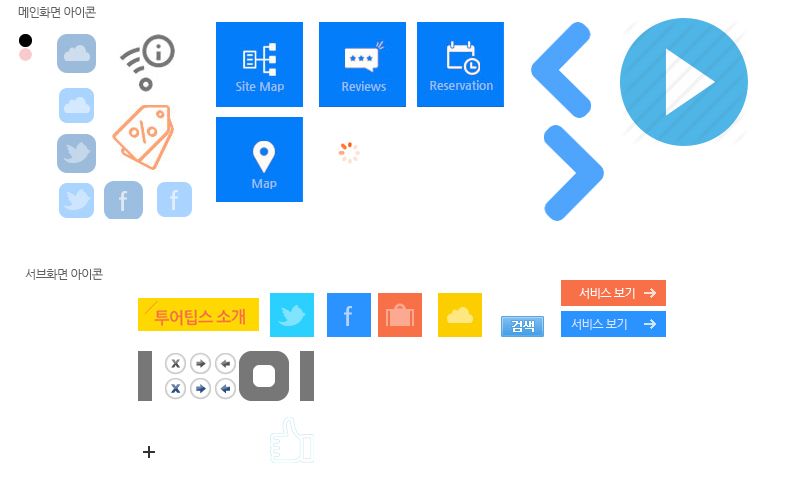 메인화면 아이콘
Site Map
Reviews
Reservation
Map
서브화면 아이콘
투어팁스 소개
검색
서비스 보기
서비스 보기